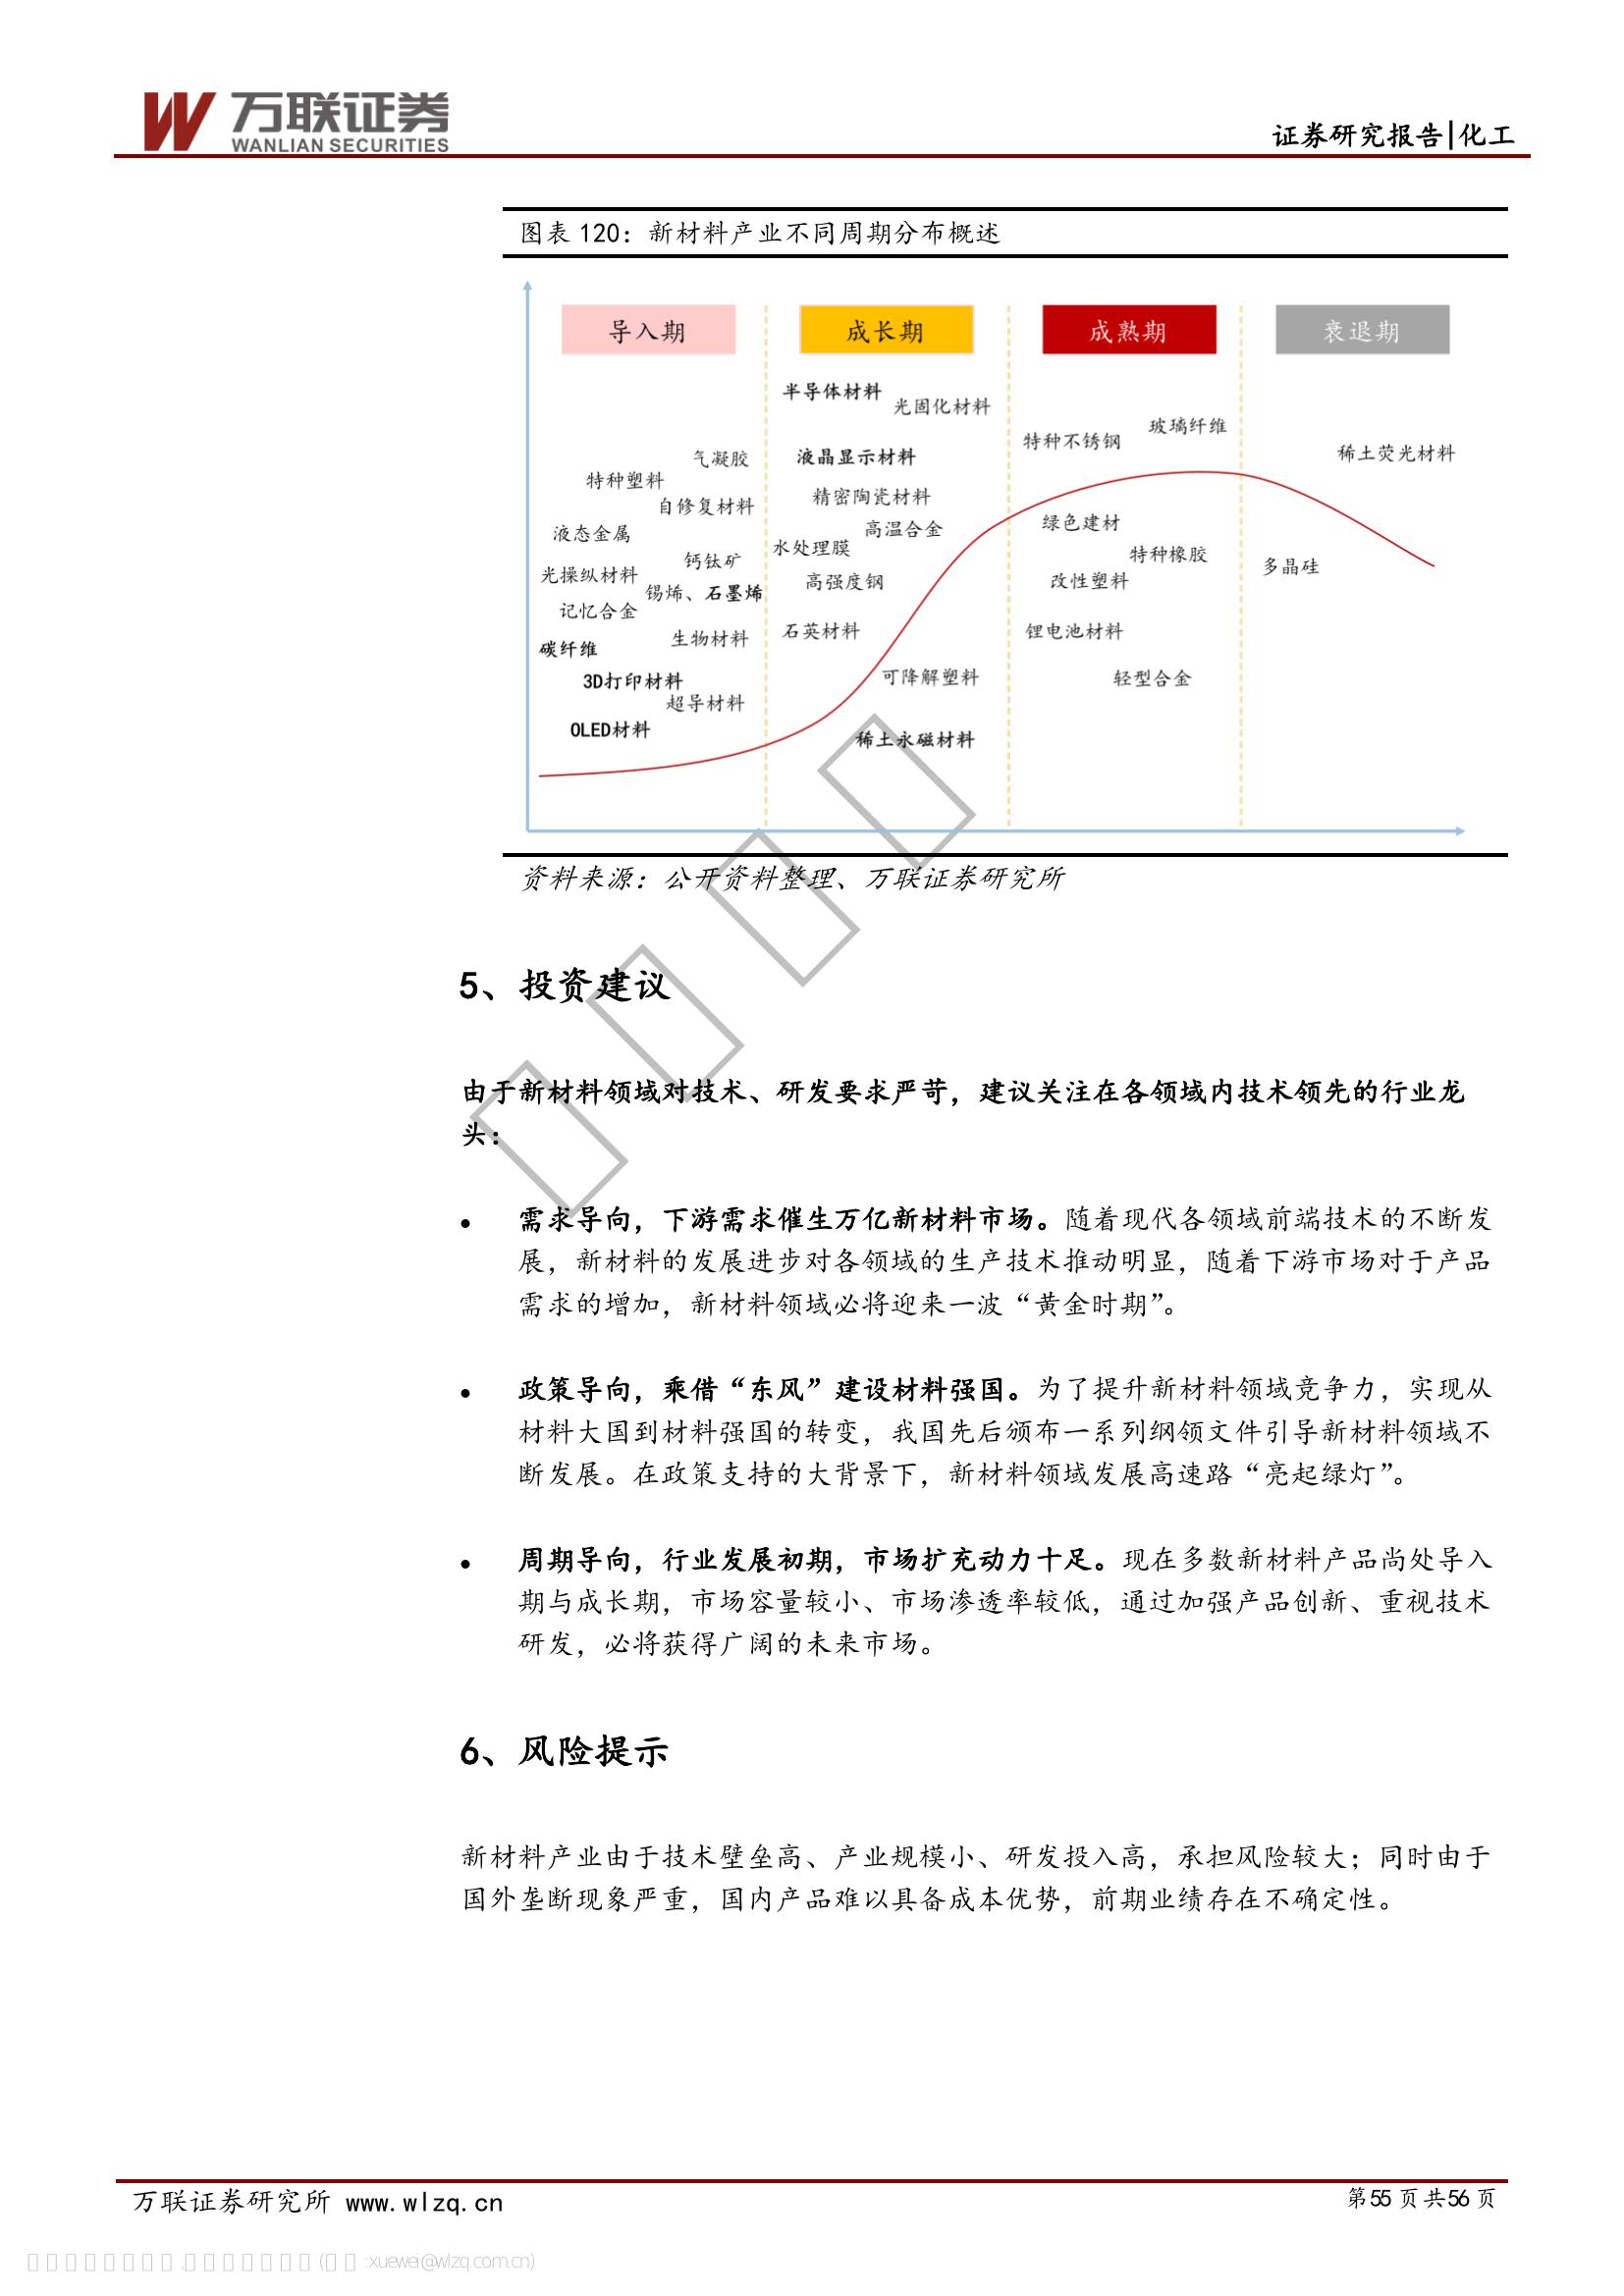 万联证券
WANLIAN SECURITIES
证券研究报告|化工
图表 120：新材料产业不同周期分布概述
导入期
成长期
成熟期
衰退期
气凝胶
特种塑料
自修复材料
液态金属
钙钛矿
光操纵材料
锡烯、石墨烯
记忆合金
生物材料
碳纤维
3D打印材料
超导材料
OLED材料
半导体材料
光固化材料
液晶显示材料
精密陶瓷材料
高温合金
水处理膜
高强度钢
石英材料
可降解塑料
稀土永磁材料
玻璃纤维
特种不锈钢
绿色建材
特种橡胶
改性塑料
锂电池材料
轻型合金
稀土荧光材料
多晶硅
资料来源：公开资料整理、万联证券研究所
5、投资建议
由于新材料领域对技术、研发要求严苛，建议关注在各领域内技术领先的行业龙
头：
● 需求导向，下游需求催生万亿新材料市场。随着现代各领域前端技术的不断发
展，新材料的发展进步对各领域的生产技术推动明显，随着下游市场对于产品
需求的增加，新材料领域必将迎来一波“黄金时期”。
● 政策导向，乘借“东风”建设材料强国。为了提升新材料领域竞争力，实现从
材料大国到材料强国的转变，我国先后颁布一系列纲领文件引导新材料领域不
断发展。在政策支持的大背景下，新材料领域发展高速路“亮起绿灯”。
● 周期导向，行业发展初期，市场扩充动力十足。现在多数新材料产品尚处导入
期与成长期，市场容量较小、市场渗透率较低，通过加强产品创新、重视技术
研发，必将获得广阔的未来市场。
6、风险提示
新材料产业由于技术壁垒高、产业规模小、研发投入高，承担风险较大；同时由于
国外垄断现象严重，国内产品难以具备成本优势，前期业绩存在不确定性。
万联证券研究所 www.wlzq.cn
第55 页 共56 页
:xuewei@wlzq.com.cn)